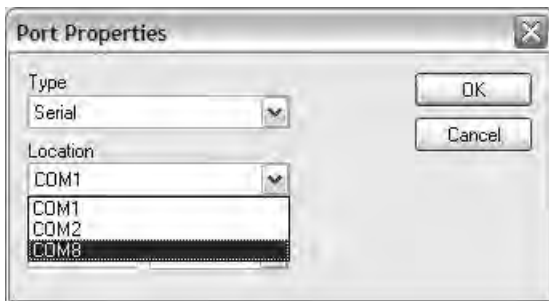 Port Properties
Type
OK
Serial
Cancel
Location
COM1
COM1
COM2
COM8